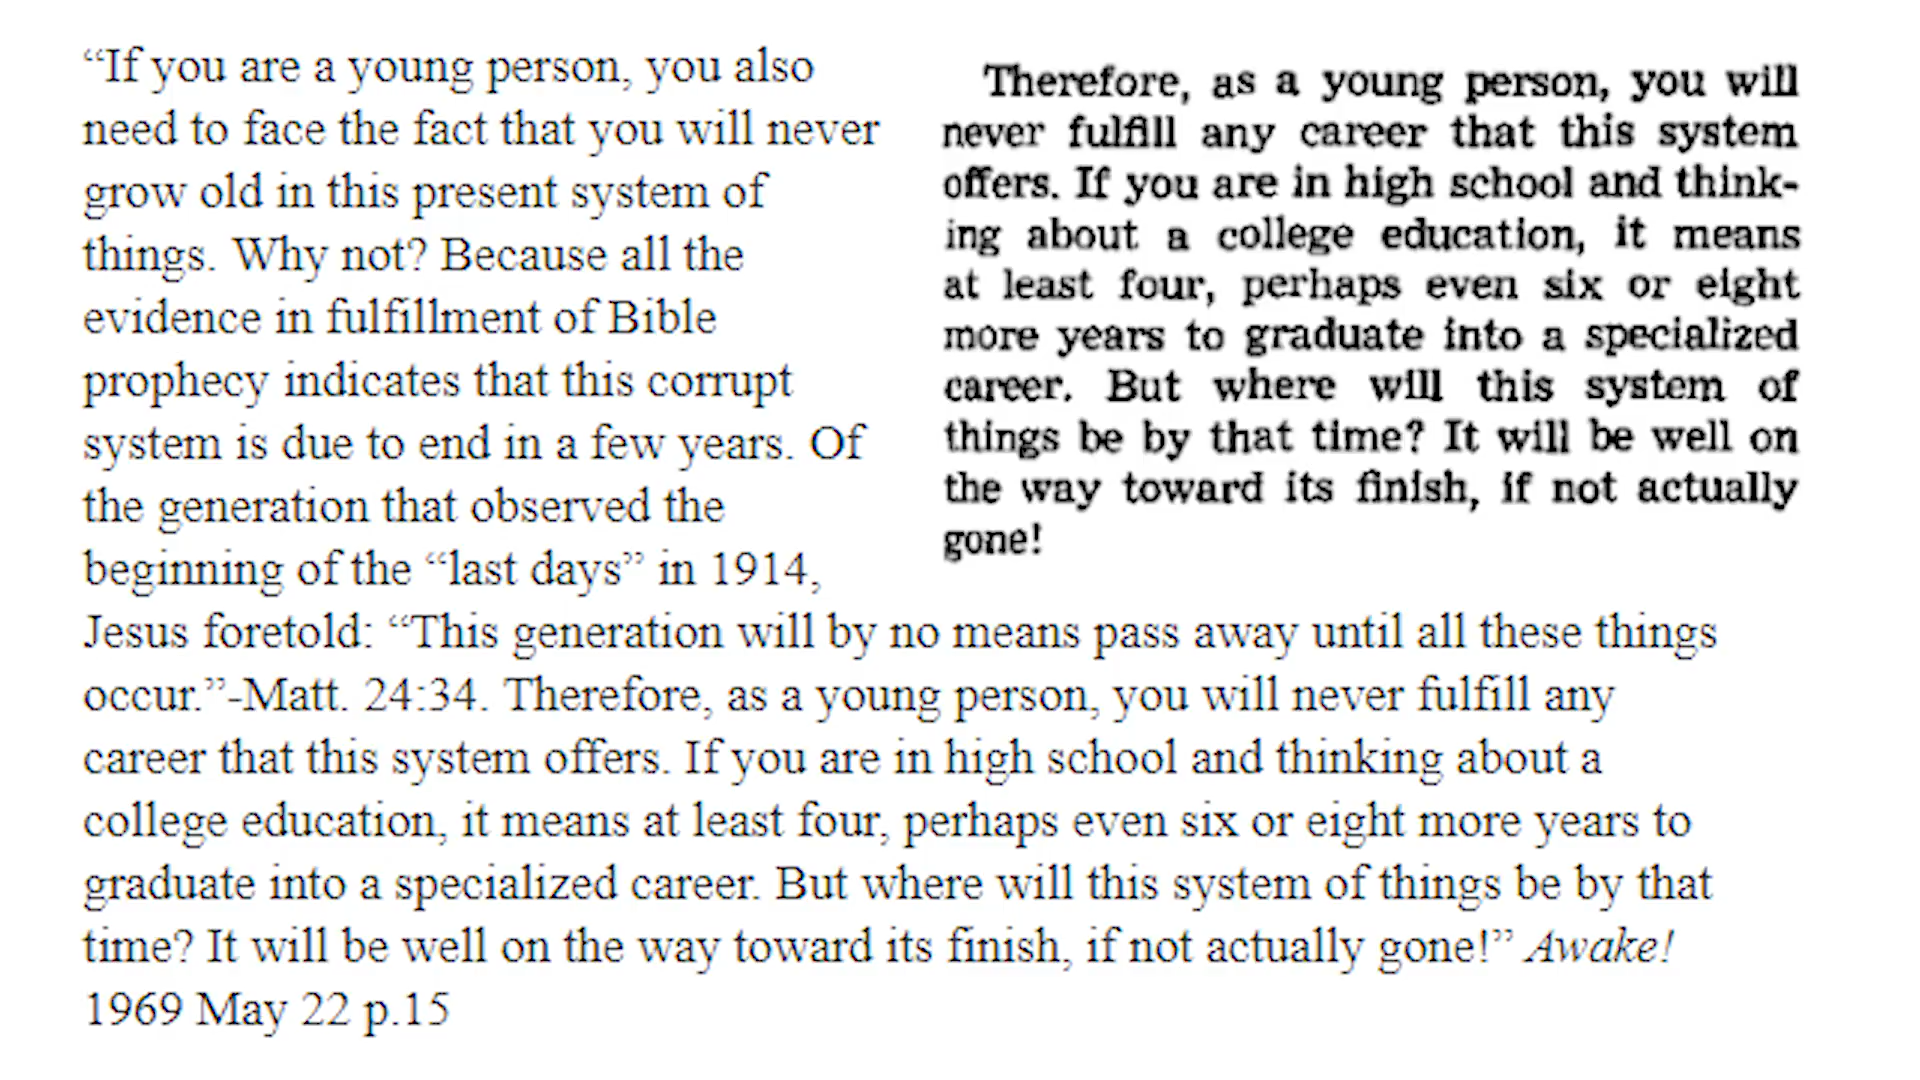 “If you are a young person, you also
need to face the fact that you will never
grow old in this present system of
things. Why not? Because all the
evidence in fulfillment of Bible
prophecy indicates that this corrupt
system is due to end in a few years. Of
the generation that observed the
beginning of the “last days” in 1914,
Jesus foretold: “This generation will by no means pass away until all these things
occur.”-Matt. 24:34. Therefore, as a young person, you will never fulfill any
career that this system offers. If you are in high school and thinking about a
college education, it means at least four, perhaps even six or eight more years to
graduate into a specialized career. But where will this system of things be by that
time? It will be well on the way toward its finish, if not actually gone!” Awake!
1969 May 22 p.15
Therefore, as a young person, you will
never fulfill any career that this system
offers. If you are in high school and think-
ing about a college education, it means
at least four, perhaps even six or eight
more years to graduate into a specialized
career. But where will this system of
things be by that time? It will be well on
the way toward its finish, if not actually
gone!